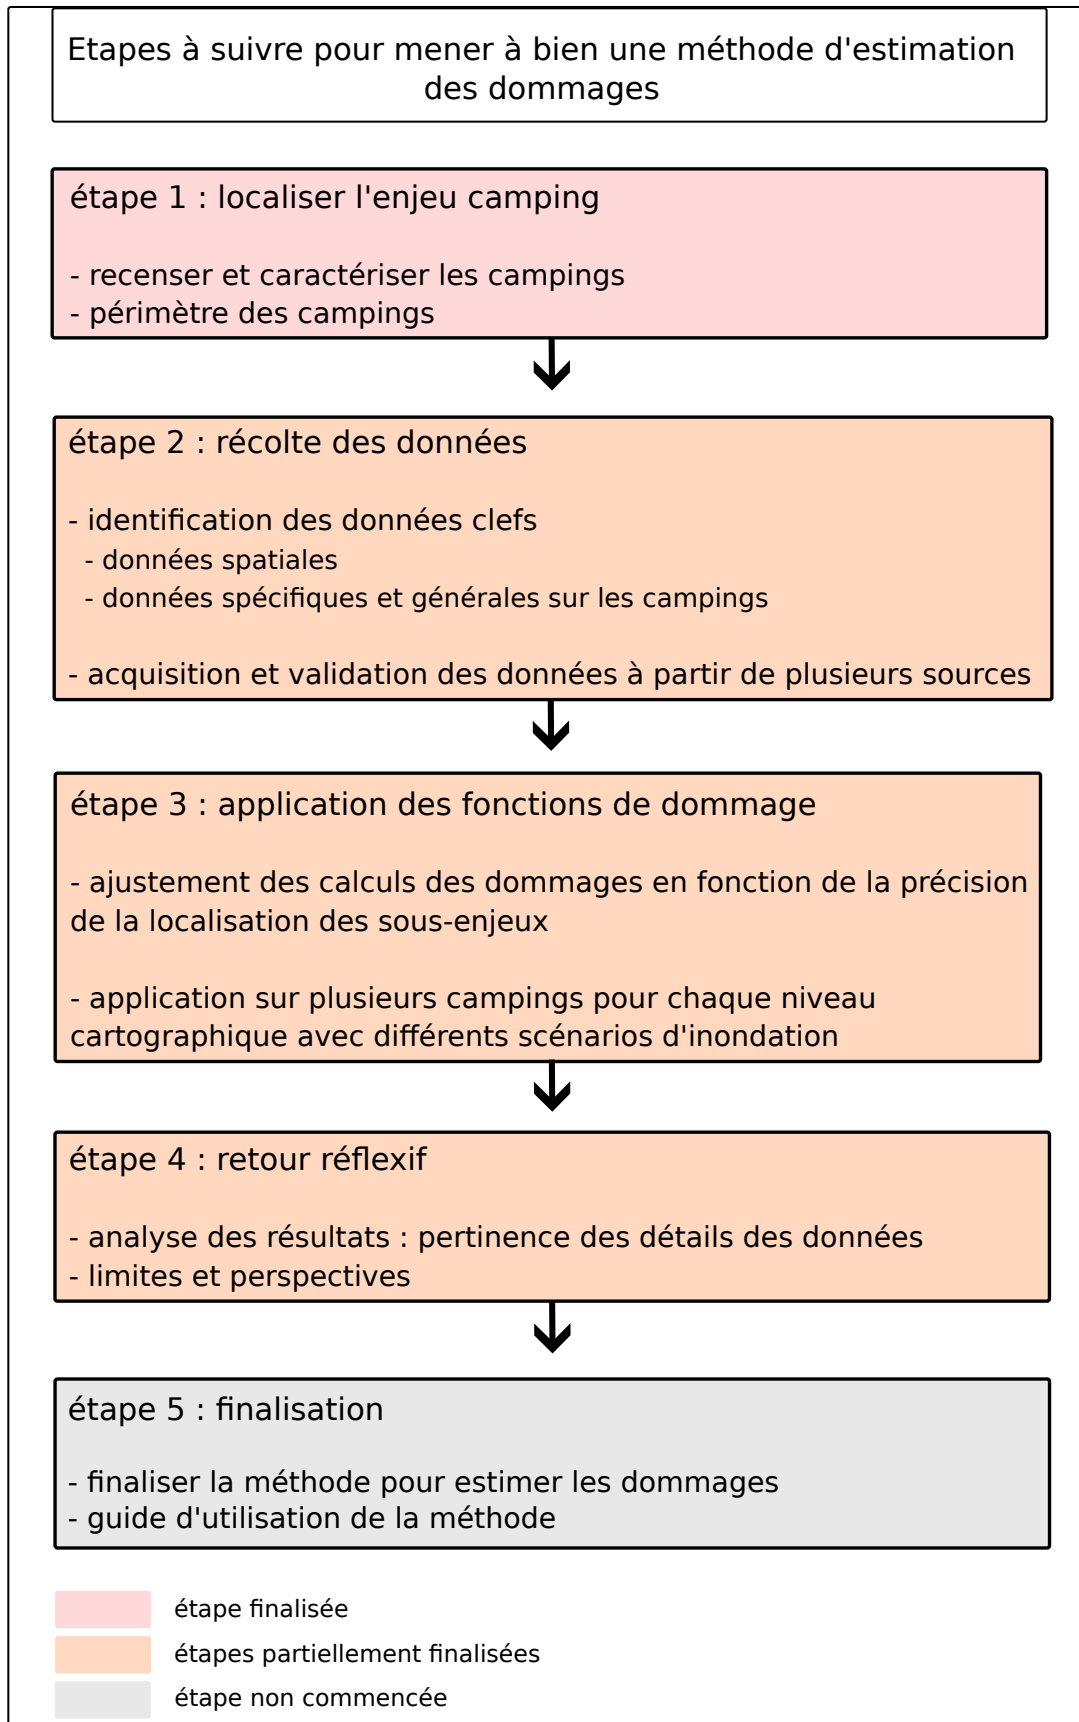 Etapes à suivre pour mener à bien une méthode d'estimation
des dommages
étape 1 : localiser l'enjeu camping
- recenser et caractériser les campings
- périmètre des campings
étape 2 : récolte des données
- identification des données clefs
- données spatiales
- données spécifiques et générales sur les campings
- acquisition et validation des données à partir de plusieurs sources
étape 3 : application des fonctions de dommage
- ajustement des calculs des dommages en fonction de la précision
de la localisation des sous-enjeux
- application sur plusieurs campings pour chaque niveau
cartographique avec différents scénarios d'inondation
étape 4 : retour réflexif
- analyse des résultats : pertinence des détails des données
- limites et perspectives
étape 5 : finalisation
- finaliser la méthode pour estimer les dommages
- guide d'utilisation de la méthode
étape finalisée
étapes partiellement finalisées
étape non commencée